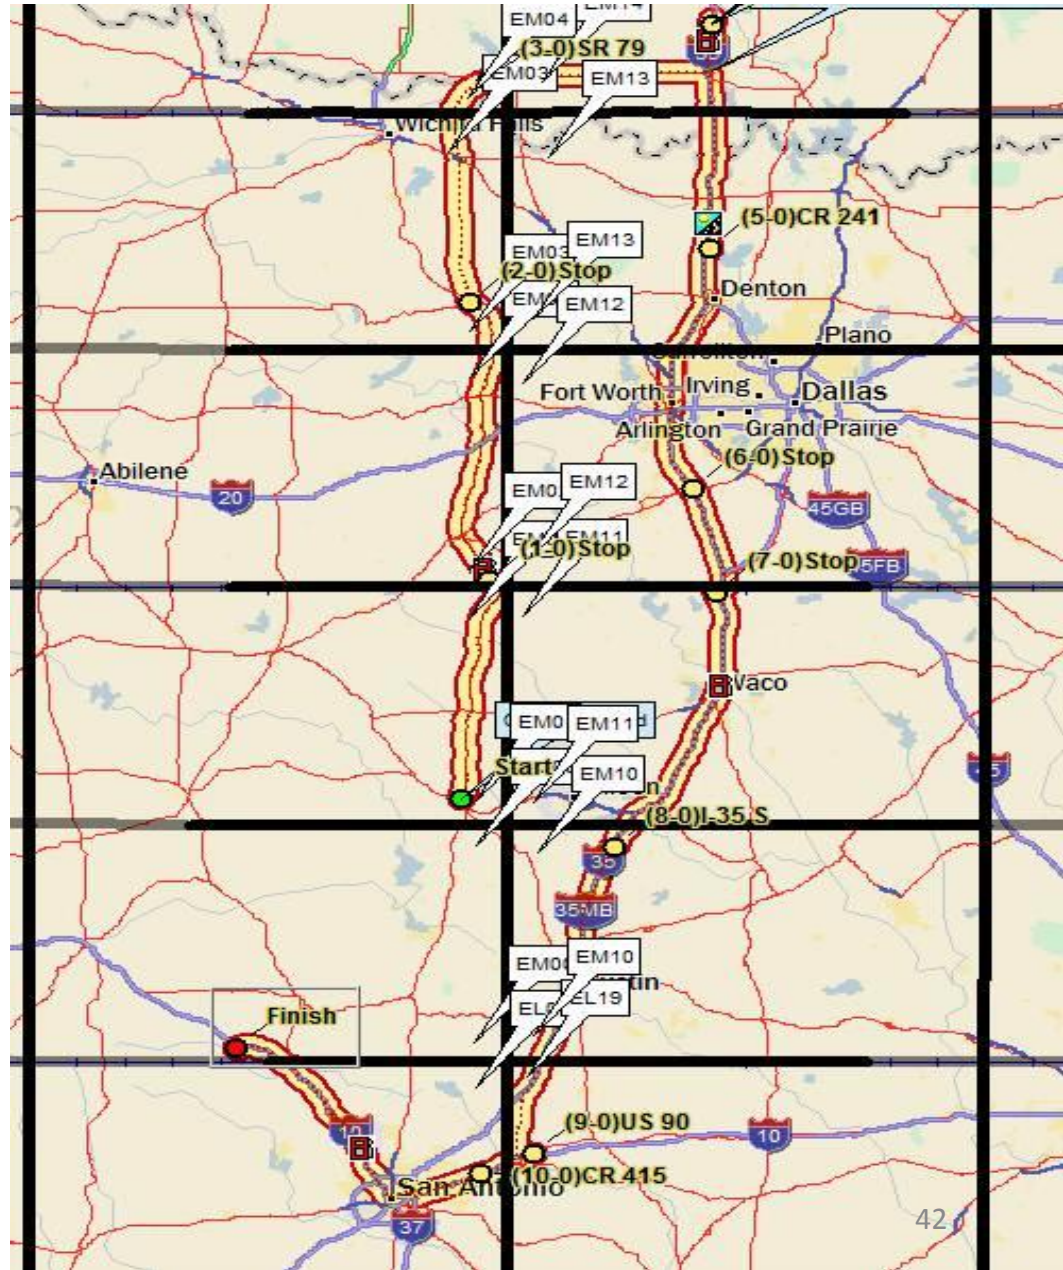 EM04
EM14
(3-0)SR 79
EM03
EM13
Wichita Falls
(5-0)CR 241
EM13
EM03
(2-0)Stop
Denton
EM12
Plano
Fort Worth
Irving
Dallas
Arlington
Grand Prairie
(6-0)Stop
Abilene
20
EM12
45GB
EM11
(1-0)Stop
(7-0)Stop
Waco
EM11
Start
EM10
(8-0)I-35 S
35
35MB
EM10
EL19
Finish
(9-0)US 90
10
10
(10-0)CR 415
San Antonio
37
42